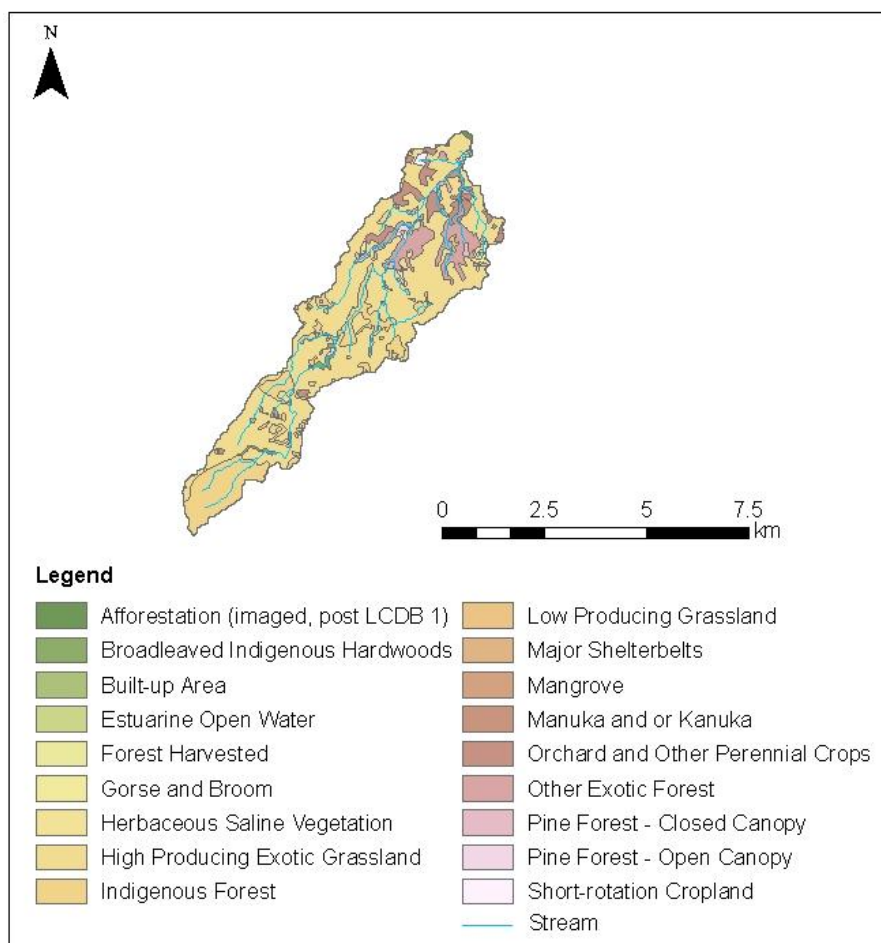 N
0 2.5 5 7.5
km
Legend
Afforestation (imaged, post LCDB 1)
Broadleaved Indigenous Hardwoods
Built-up Area
Estuarine Open Water
Forest Harvested
Gorse and Broom
Herbaceous Saline Vegetation
High Producing Exotic Grassland
Indigenous Forest
Low Producing Grassland
Major Shelterbelts
Mangrove
Manuka and or Kanuka
Orchard and Other Perennial Crops
Other Exotic Forest
Pine Forest - Closed Canopy
Pine Forest - Open Canopy
Short-rotation Cropland
Stream